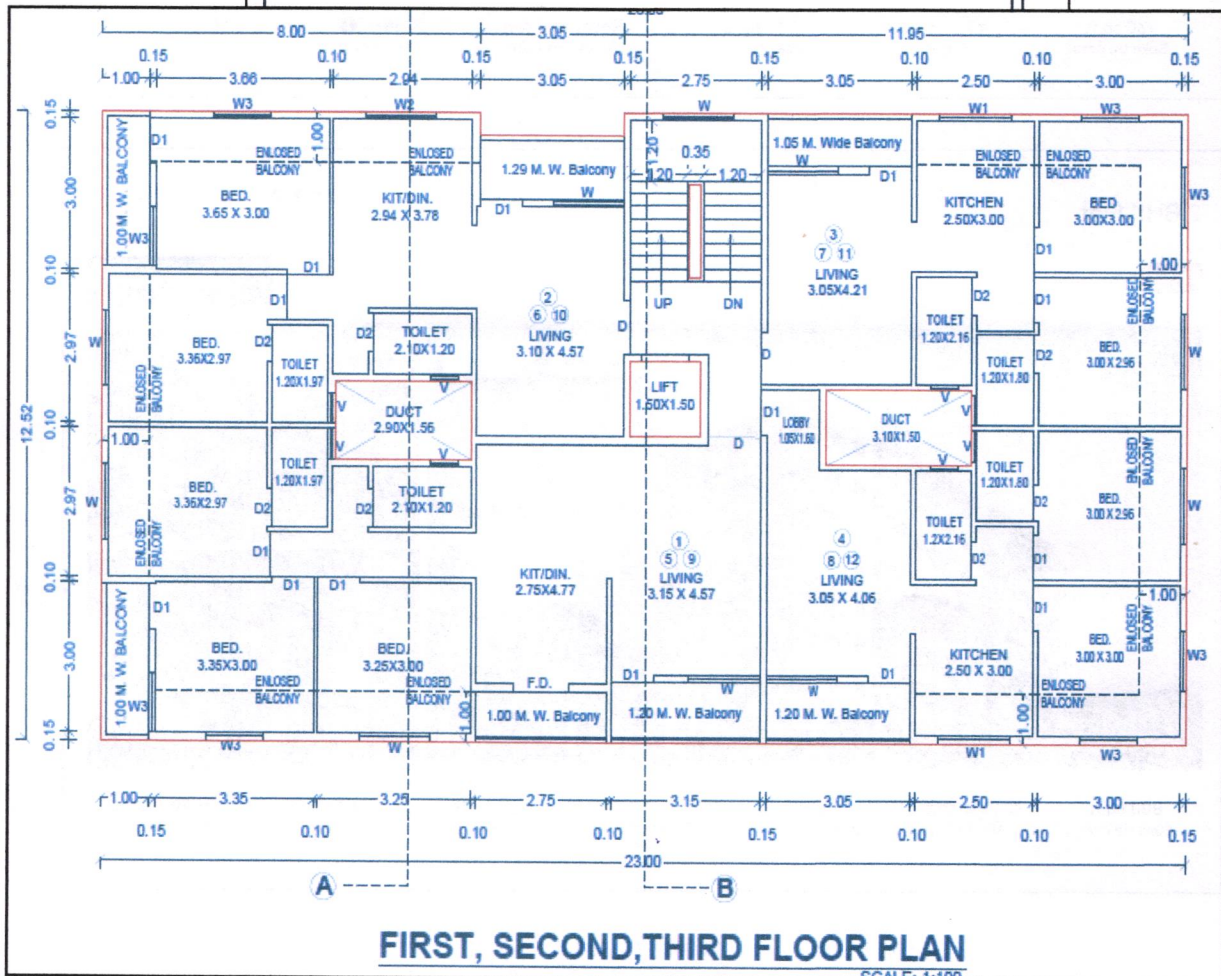 8.00 3.05 11.95
0.15 0.10 0.15 0.15 0.15 0.10 0.10 0.15
1.00 3.66 2.94 3.05 2.75 3.05 2.50 3.00
W3 W2 W W1 W3
0.15 3.00 0.10 2.97 0.10 2.97 0.10 3.00 0.15
12.52
1.00 M. W. BALCONY
D1
W3
BED.
3.65 X 3.00
ENLOSED
BALCONY
1.00
D1
KIT/DIN.
2.94 X 3.78
ENLOSED
BALCONY
1.29 M. W. Balcony
W
D1
1.20
0.35
1.20 1.20
UP DN
1.05 M. Wide Balcony
W
D1
3
7 11
LIVING
3.05X4.21
ENLOSED
BALCONY
KITCHEN
2.50X3.00
ENLOSED
BALCONY
BED
3.00X3.00
W3
D1
1.00
2
6 10
LIVING
3.10 X 4.57
D
D
W
BED.
3.35X2.97
ENLOSED
BALCONY
D1
D2
TOILET
1.20X1.97
D2
TOILET
2.10X1.20
V
D2
TOILET
1.20X2.16
V
TOILET
1.20X1.80
D1
D2
ENLOSED
BALCONY
BED.
3.00 X 2.96
W
LIFT
1.50X1.50
V
DUCT
2.90X1.56
V
V
D1
LOBBY
1.05X1.60
DUCT
3.10X1.50
V
V
D
1.00
W
BED.
3.35X2.97
ENLOSED
BALCONY
TOILET
1.20X1.97
D2
D1
D2
TOILET
2.10X1.20
TOILET
1.20X1.80
D2
TOILET
1.2X2.16
D2
D1
BED.
3.00 X 2.96
ENLOSED
BALCONY
W
1
5 9
LIVING
3.15 X 4.57
4
8 12
LIVING
3.05 X 4.06
KIT/DIN.
2.75X4.77
1.00 M. W. BALCONY
D1
W3
BED.
3.35X3.00
ENLOSED
BALCONY
D1
D1
BED.
3.25X3.00
ENLOSED
BALCONY
1.00
F.D.
1.00 M. W. Balcony
D1
W
1.20 M. W. Balcony
W
D1
1.20 M. W. Balcony
KITCHEN
2.50 X 3.00
ENLOSED
BALCONY
1.00
D1
BED.
3.00 X 3.00
ENLOSED
BALCONY
1.00
W3
W3 W W1 W3
1.00 3.35 3.25 2.75 3.15 3.05 2.50 3.00
0.15 0.10 0.10 0.10 0.15 0.10 0.10 0.15
23.00
A B
FIRST, SECOND,THIRD FLOOR PLAN